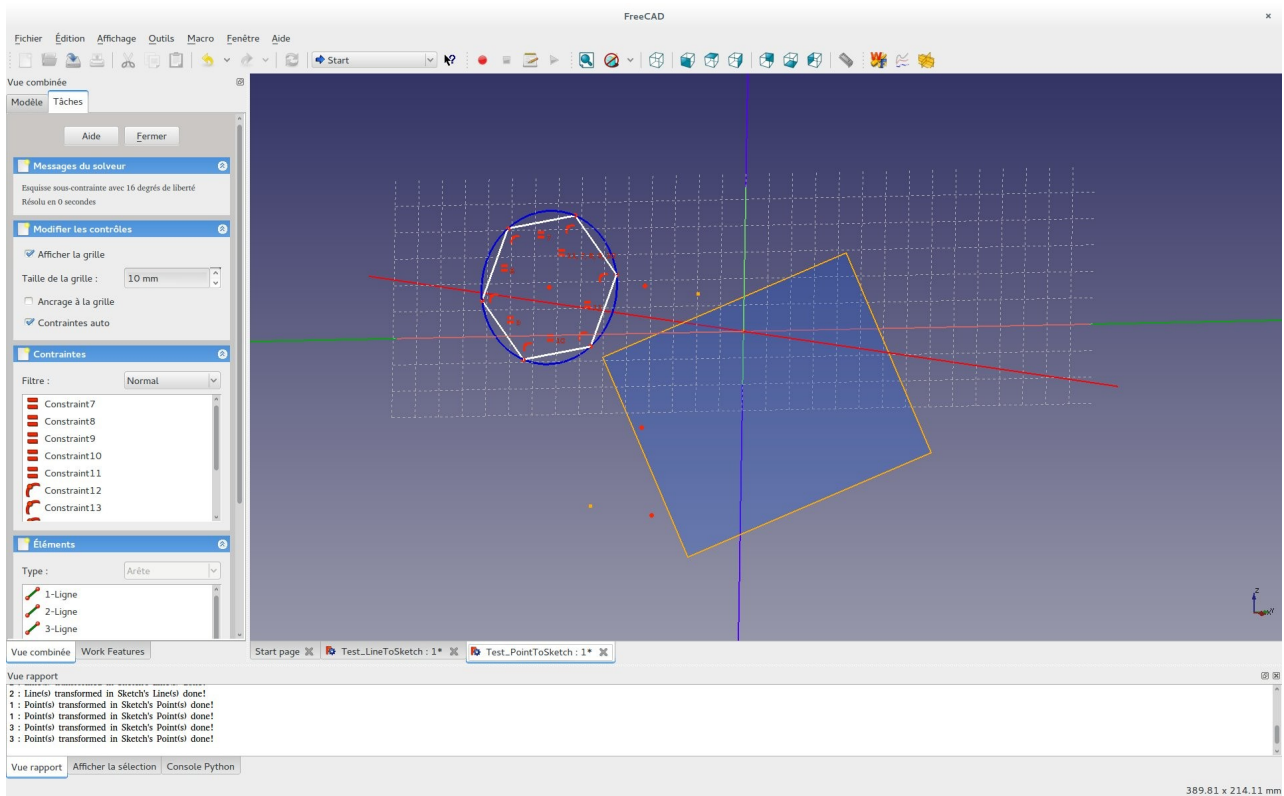 FreeCAD
Fichier Édition Affichage Outils Macro Fenêtre Aide
Start
Vue combinée
Modèle Tâches
Aide Fermer
Messages du solveur
Esquisse sous-contrainte avec 16 degrés de liberté
Résolu en 0 secondes
Modifier les contrôles
Afficher la grille
Taille de la grille : 10 mm
Ancrage à la grille
Contraintes auto
Contraintes
Filtre : Normal
Constraint7
Constraint8
Constraint9
Constraint10
Constraint11
Constraint12
Constraint13
Éléments
Type : Arête
1-Ligne
2-Ligne
3-Ligne
Z
Y
Vue combinée Work Features
Start page Test_LineToSketch : 1* Test_PointToSketch : 1*
Vue rapport
2 : Line(s) transformed in Sketch's Line(s) done!
1 : Point(s) transformed in Sketch's Point(s) done!
1 : Point(s) transformed in Sketch's Point(s) done!
3 : Point(s) transformed in Sketch's Point(s) done!
3 : Point(s) transformed in Sketch's Point(s) done!
Vue rapport Afficher la sélection Console Python
389.81 x 214.11 mm